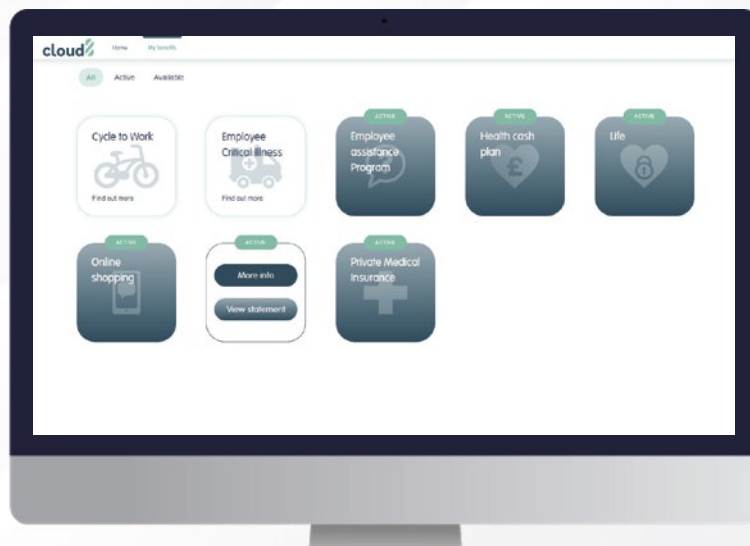 cloud8
Home
My benefits
All
Active
Available
Cycle to Work
Find out more
Employee
Critical Illness
Find out more
ACTIVE
Employee
assistance
Program
ACTIVE
Health cash
plan
£
ACTIVE
Life
ACTIVE
Online
shopping
ACTIVE
More info
View statement
ACTIVE
Private Medical
Insurance